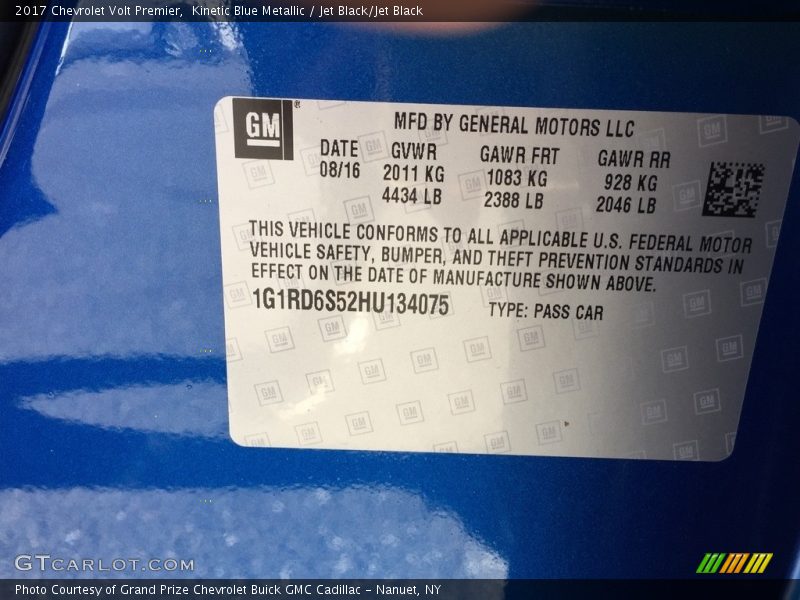 2017 Chevrolet Volt Premier,  Kinetic Blue Metallic / Jet Black/Jet Black
GM®
MFD BY GENERAL MOTORS LLC
DATE GVWR GAWR FRT GAWR RR
08/16 2011 KG 1083 KG 928 KG
4434 LB 2388 LB 2046 LB
THIS VEHICLE CONFORMS TO ALL APPLICABLE U.S. FEDERAL MOTOR
VEHICLE SAFETY, BUMPER, AND THEFT PREVENTION STANDARDS IN
EFFECT ON THE DATE OF MANUFACTURE SHOWN ABOVE.
1G1RD6S52HU134075 TYPE: PASS CAR
GTCARLOT.COM
Photo Courtesy of Grand Prize Chevrolet Buick GMC Cadillac - Nanuet, NY